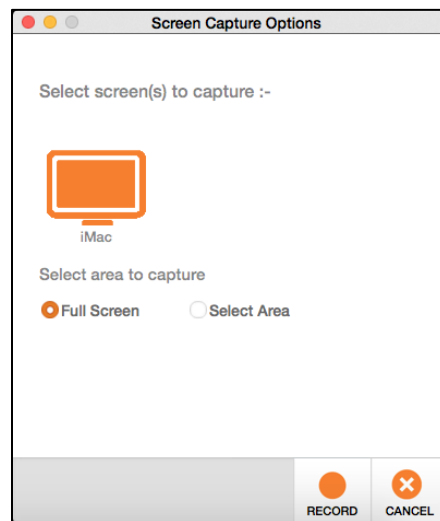 Screen Capture Options
Select screen(s) to capture :-
iMac
Select area to capture
Full Screen Select Area
RECORD CANCEL